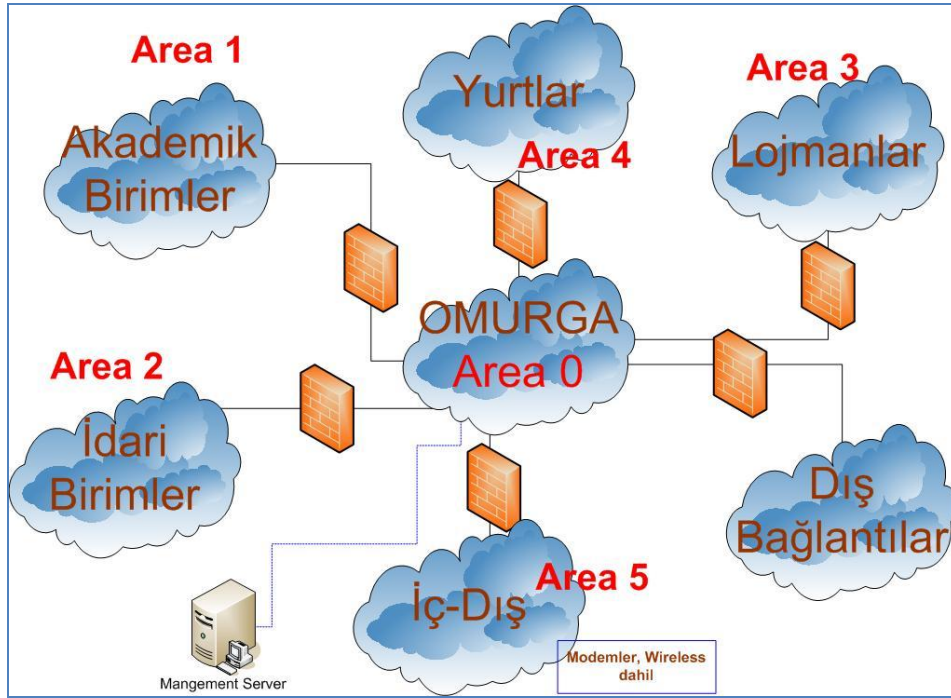 Area 1
Akademik
Birimler
Yurtlar
Area 4
Area 3
Lojmanlar
OMURGA
Area 0
Area 2
İdari
Birimler
Dış
Bağlantılar
Area 5
İç-Dış
Modemler, Wireless
dahil
Mangement Server